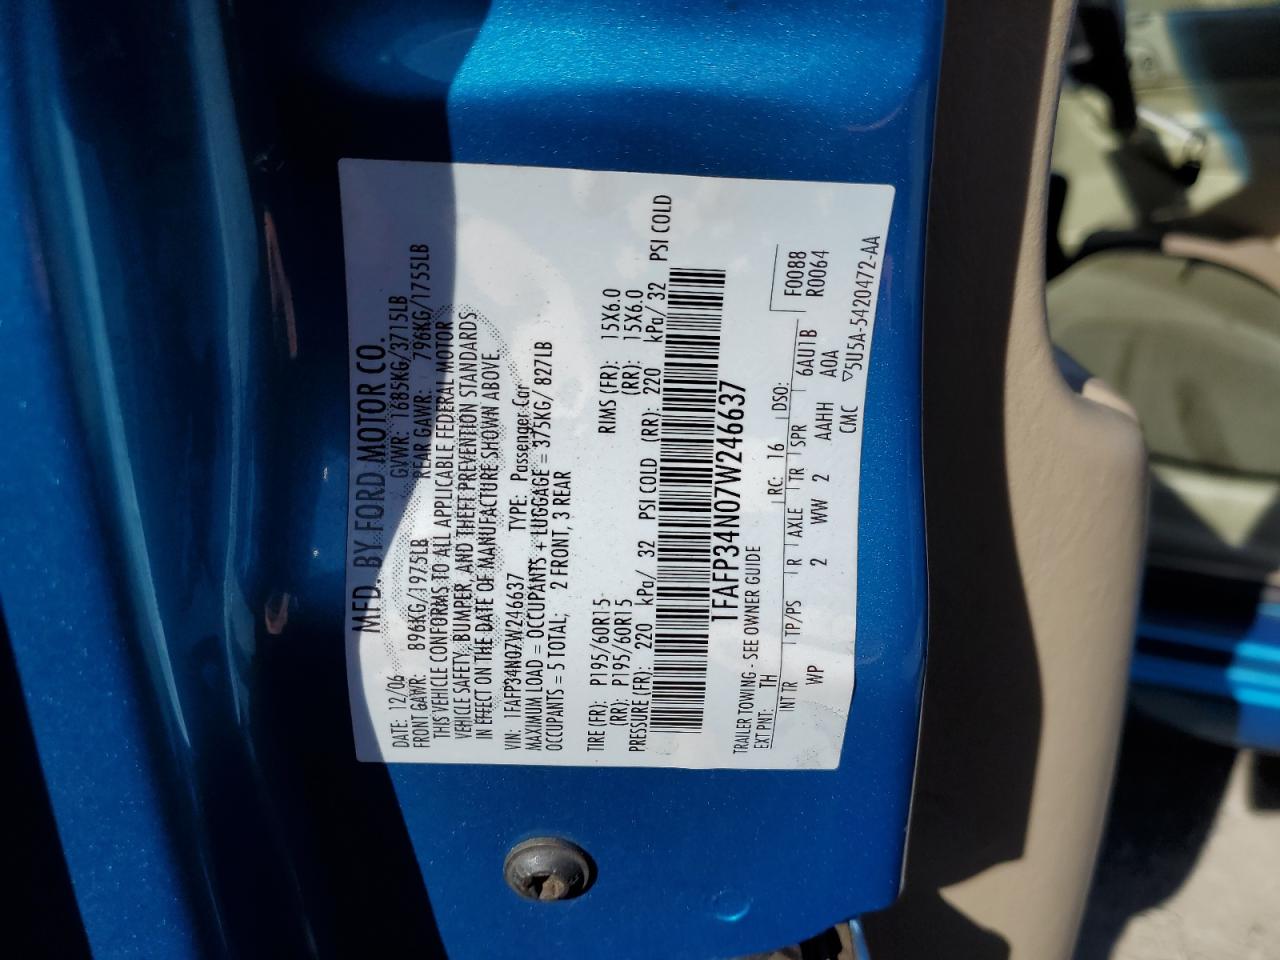 MFD. BY FORD MOTOR CO.
DATE: 12/06 GVWR: 1685KG/3715LB
FRONT GAWR: 896KG/1975LB REAR GAWR: 796KG/1755LB
THIS VEHICLE CONFORMS TO ALL APPLICABLE FEDERAL MOTOR
VEHICLE SAFETY, BUMPER, AND THEFT PREVENTION STANDARDS
IN EFFECT ON THE DATE OF MANUFACTURE SHOWN ABOVE.
VIN: 1FAFP34N07W246637 TYPE: Passenger Car
MAXIMUM LOAD = OCCUPANTS + LUGGAGE = 375KG/ 827LB
OCCUPANTS = 5 TOTAL, 2 FRONT, 3 REAR
TIRE (FR): P195/60R15 RIMS (FR): 15X6.0
(RR): P195/60R15 (RR): 15X6.0
PRESSURE (FR): 220 kPa/ 32 PSI COLD (RR): 220 kPa/ 32 PSI COLD
1FAFP34N07W246637
TRAILER TOWING - SEE OWNER GUIDE
EXT PNT: TH RC: 16 DSO: F0088
R0064
INT TR TP/PS R AXLE TR SPR 6AU1B
WP 2 WW 2 AAHH A0A
CMC ▽5U5A-5420472-AA